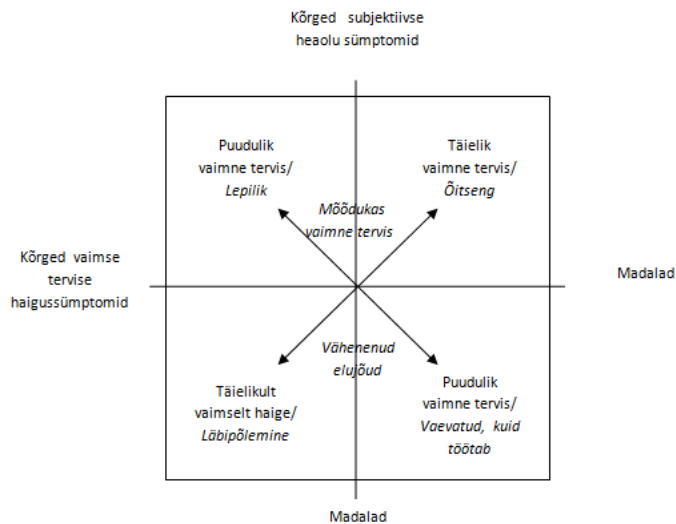 Kõrged subjektiivse
heaolu sümptomid
Puudulik
vaimne tervis/
Lepilik
Täielik
vaimne tervis/
Õitseng
Mõõdukas
vaimne tervis
Kõrged vaimse
tervise
haigussümptomid
Madalad
Vähenenud
elujõud
Täielikult
vaimselt haige/
Läbipõlemine
Puudulik
vaimne tervis/
Vaevatud, kuid
töötab
Madalad